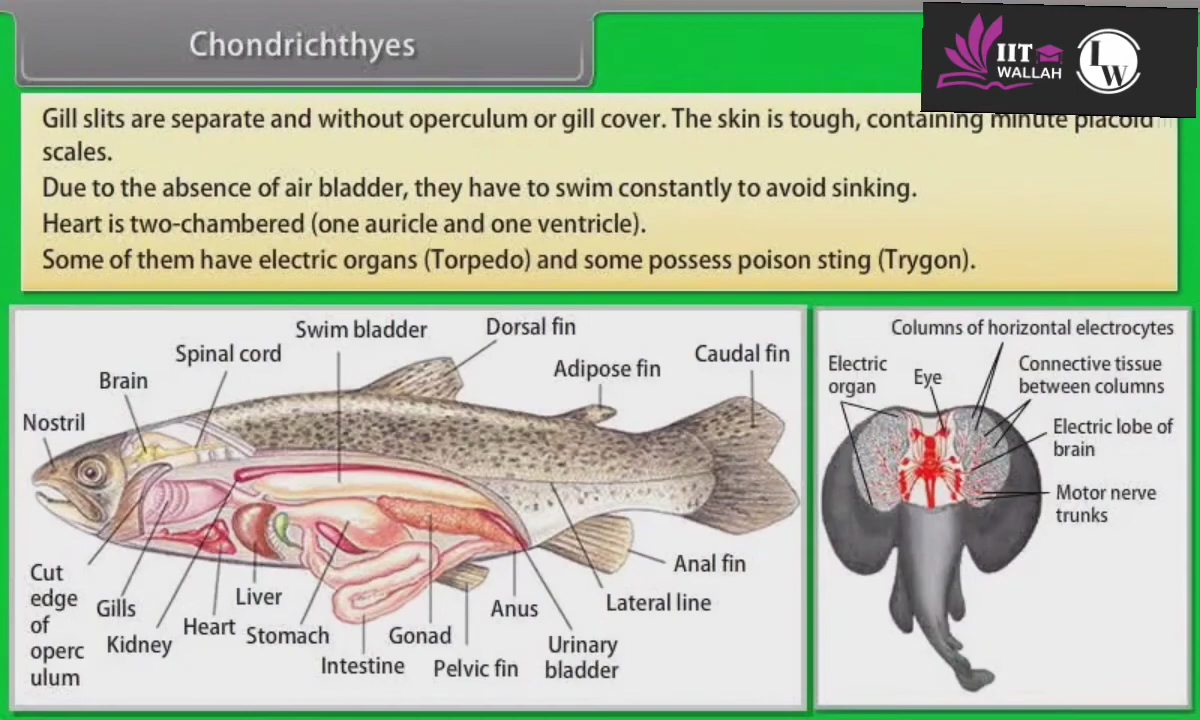 Chondrichthyes
IIT
WALLAH
LW
Gill slits are separate and without operculum or gill cover. The skin is tough, containing minute placoid
scales.
Due to the absence of air bladder, they have to swim constantly to avoid sinking.
Heart is two-chambered (one auricle and one ventricle).
Some of them have electric organs (Torpedo) and some possess poison sting (Trygon).
Swim bladder
Dorsal fin
Spinal cord
Adipose fin
Caudal fin
Brain
Nostril
Cut
edge
of
operc
ulum
Gills
Kidney
Heart
Liver
Stomach
Intestine
Gonad
Pelvic fin
Anus
Urinary
bladder
Lateral line
Anal fin
Columns of horizontal electrocytes
Electric
organ
Eye
Connective tissue
between columns
Electric lobe of
brain
Motor nerve
trunks